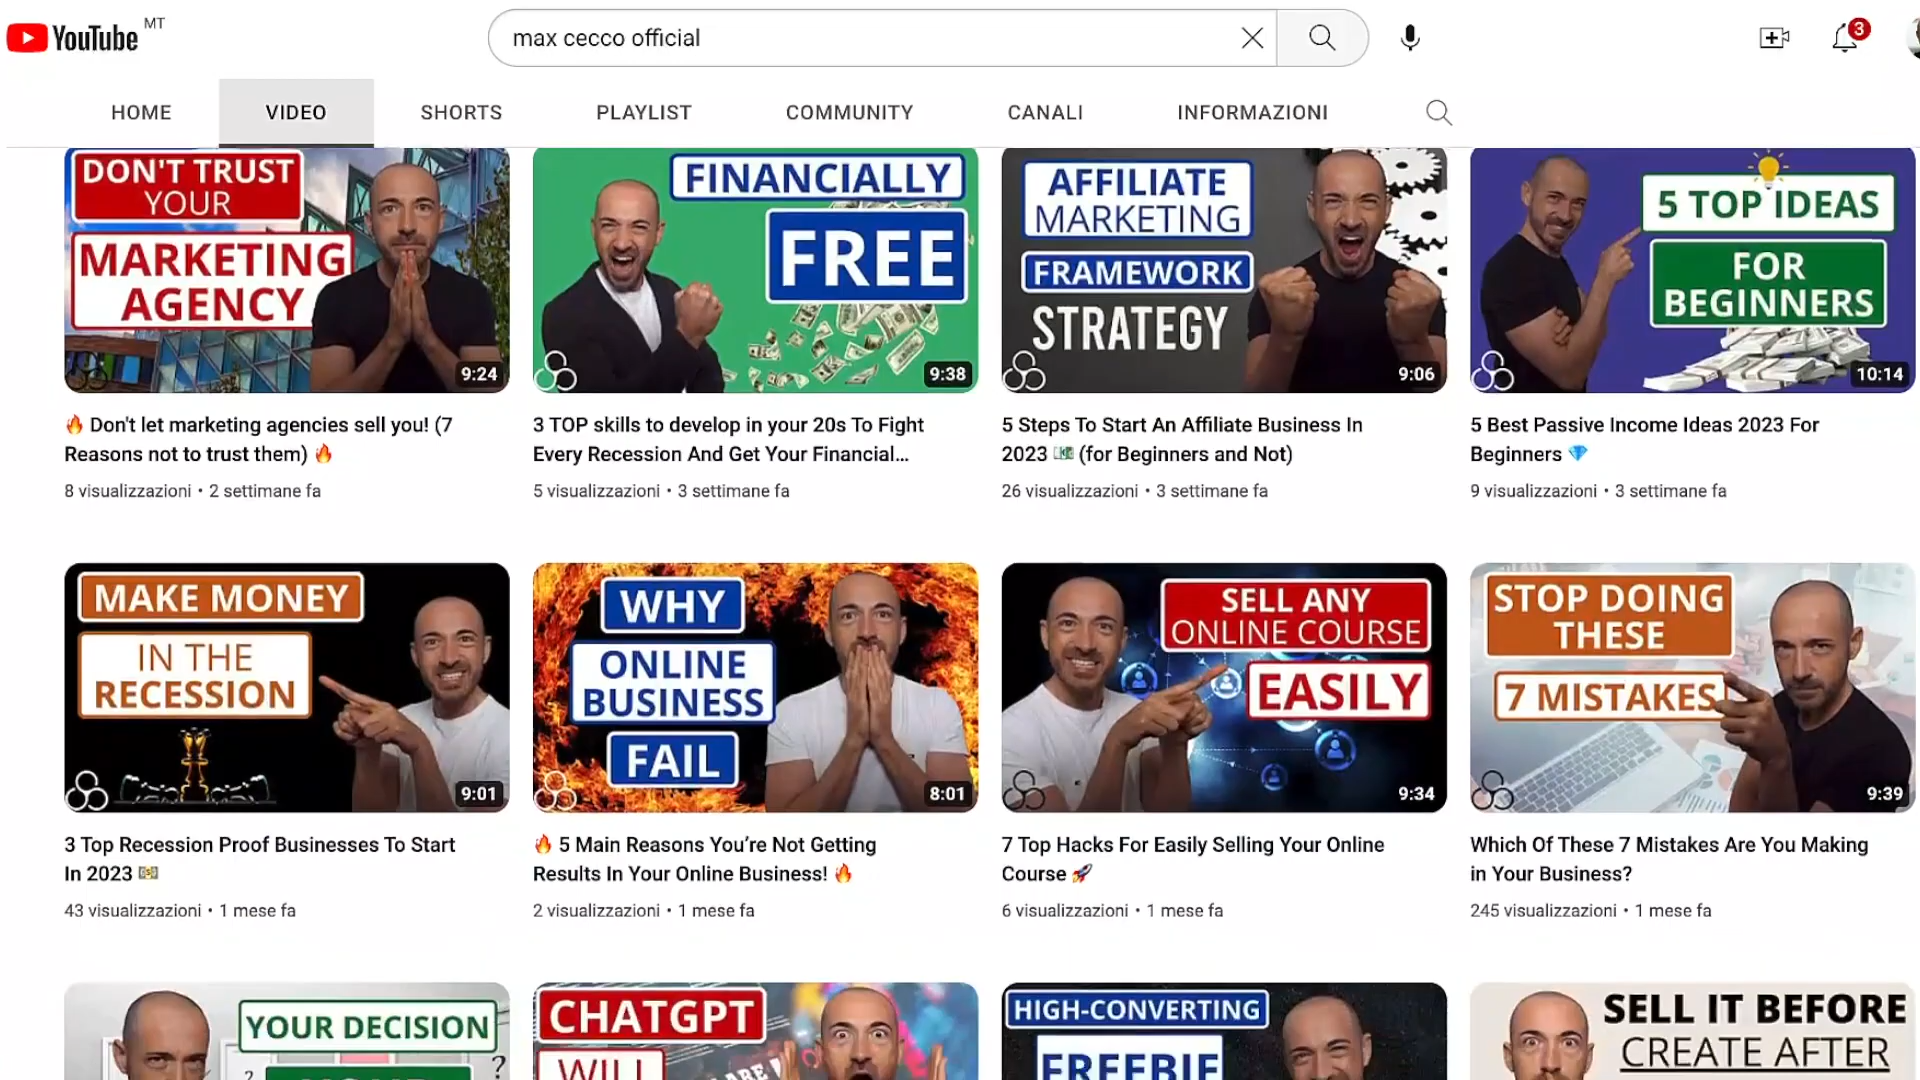 YouTube MT
max cecco official
3
HOME VIDEO SHORTS PLAYLIST COMMUNITY CANALI INFORMAZIONI
DON'T TRUST
YOUR
MARKETING
AGENCY
9:24
FINANCIALLY
FREE
9:38
AFFILIATE
MARKETING
FRAMEWORK
STRATEGY
9:06
5 TOP IDEAS
FOR
BEGINNERS
10:14
🔥 Don't let marketing agencies sell you! (7
Reasons not to trust them) 🔥
8 visualizzazioni • 2 settimane fa
3 TOP skills to develop in your 20s To Fight
Every Recession And Get Your Financial...
5 visualizzazioni • 3 settimane fa
5 Steps To Start An Affiliate Business In
2023 💵 (for Beginners and Not)
26 visualizzazioni • 3 settimane fa
5 Best Passive Income Ideas 2023 For
Beginners 💎
9 visualizzazioni • 3 settimane fa
MAKE MONEY
IN THE
RECESSION
9:01
WHY
ONLINE
BUSINESS
FAIL
8:01
SELL ANY
ONLINE COURSE
EASILY
9:34
STOP DOING
THESE
7 MISTAKES
9:39
3 Top Recession Proof Businesses To Start
In 2023 💵
43 visualizzazioni • 1 mese fa
🔥 5 Main Reasons You’re Not Getting
Results In Your Online Business! 🔥
2 visualizzazioni • 1 mese fa
7 Top Hacks For Easily Selling Your Online
Course 🚀
6 visualizzazioni • 1 mese fa
Which Of These 7 Mistakes Are You Making
in Your Business?
245 visualizzazioni • 1 mese fa
YOUR DECISION
CHATGPT
WILL
HIGH-CONVERTING
FREEBIE
SELL IT BEFORE
CREATE AFTER